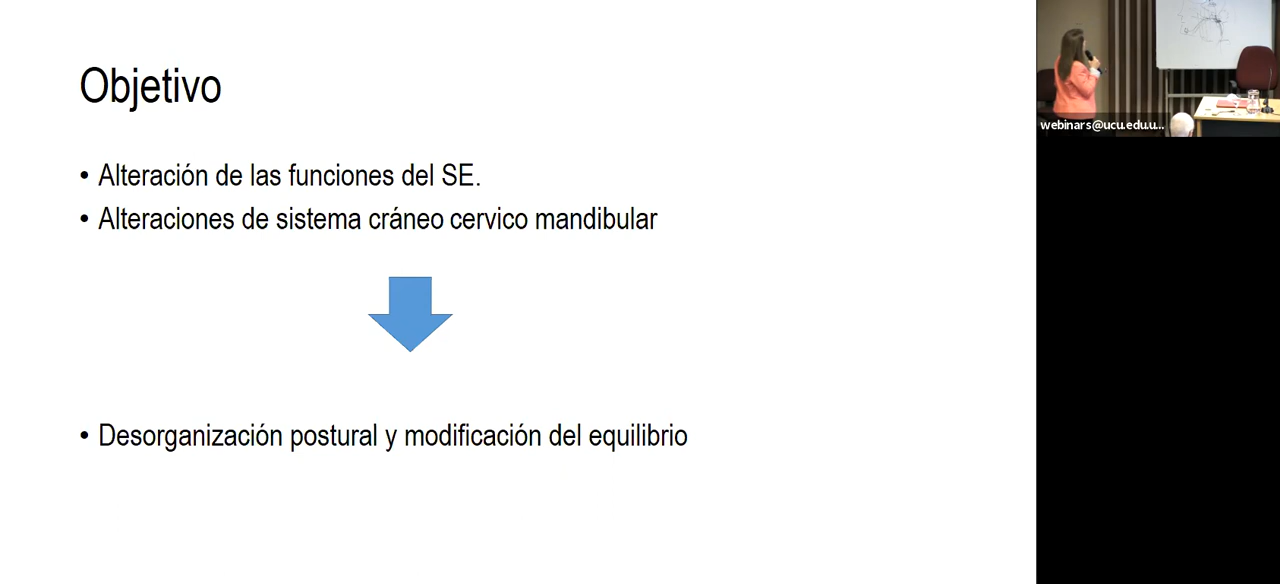 Objetivo
• Alteración de las funciones del SE.
• Alteraciones de sistema cráneo cervico mandibular
• Desorganización postural y modificación del equilibrio
webinars@ucu.edu.u...